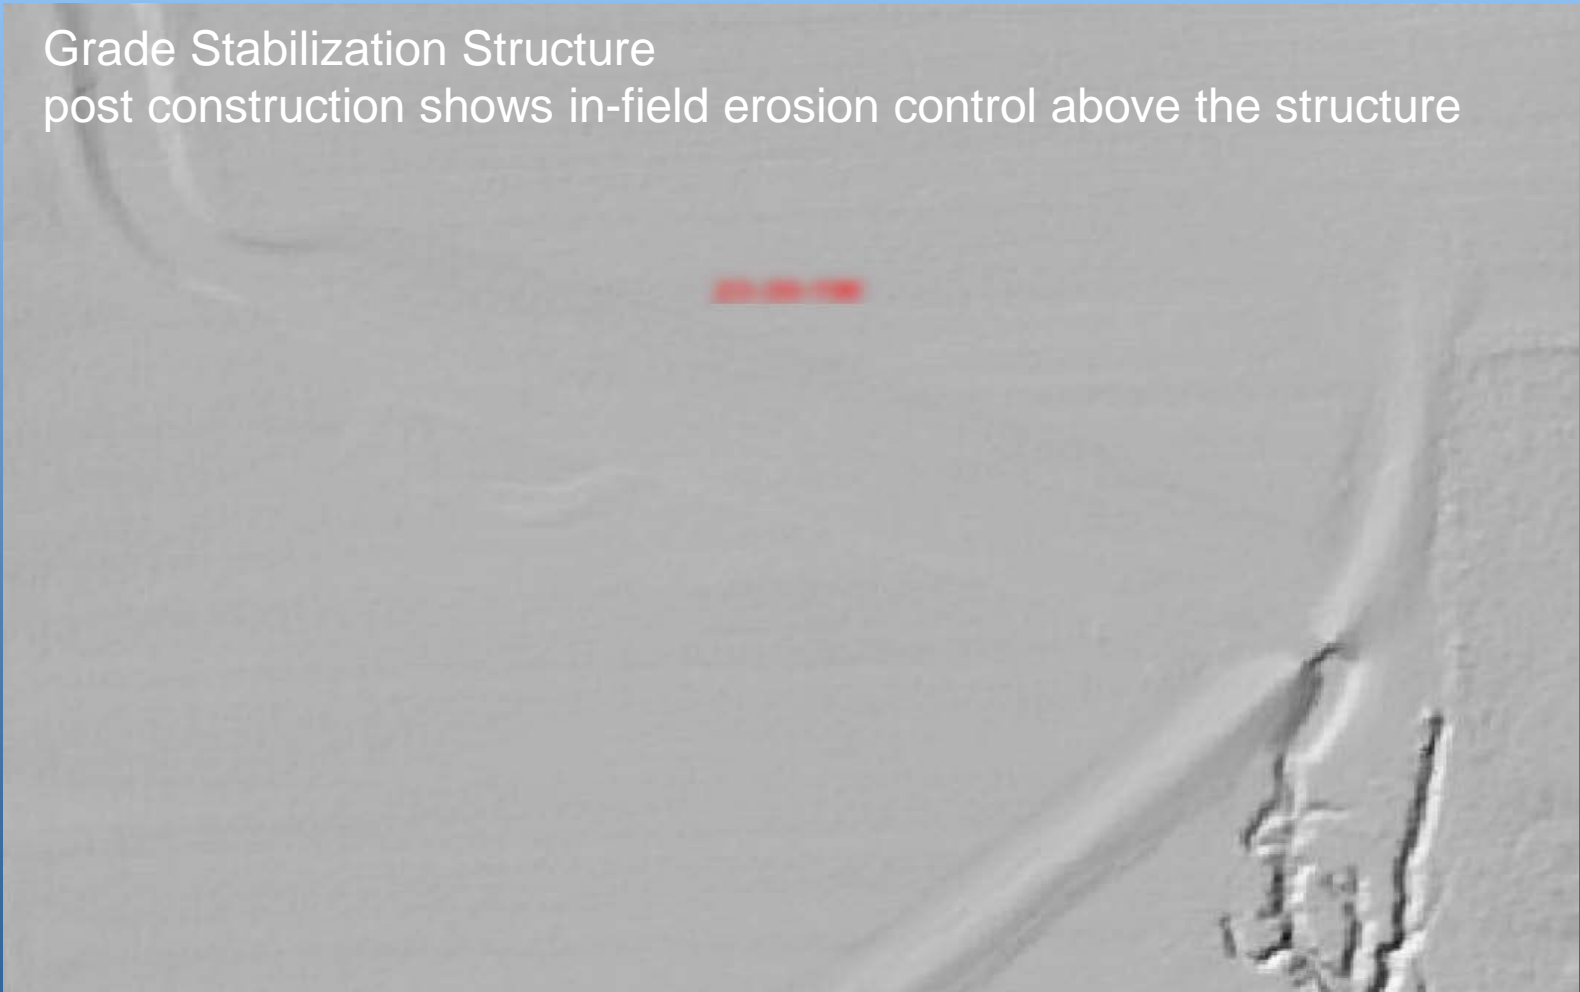 Grade Stabilization Structure
post construction shows in-field erosion control above the structure